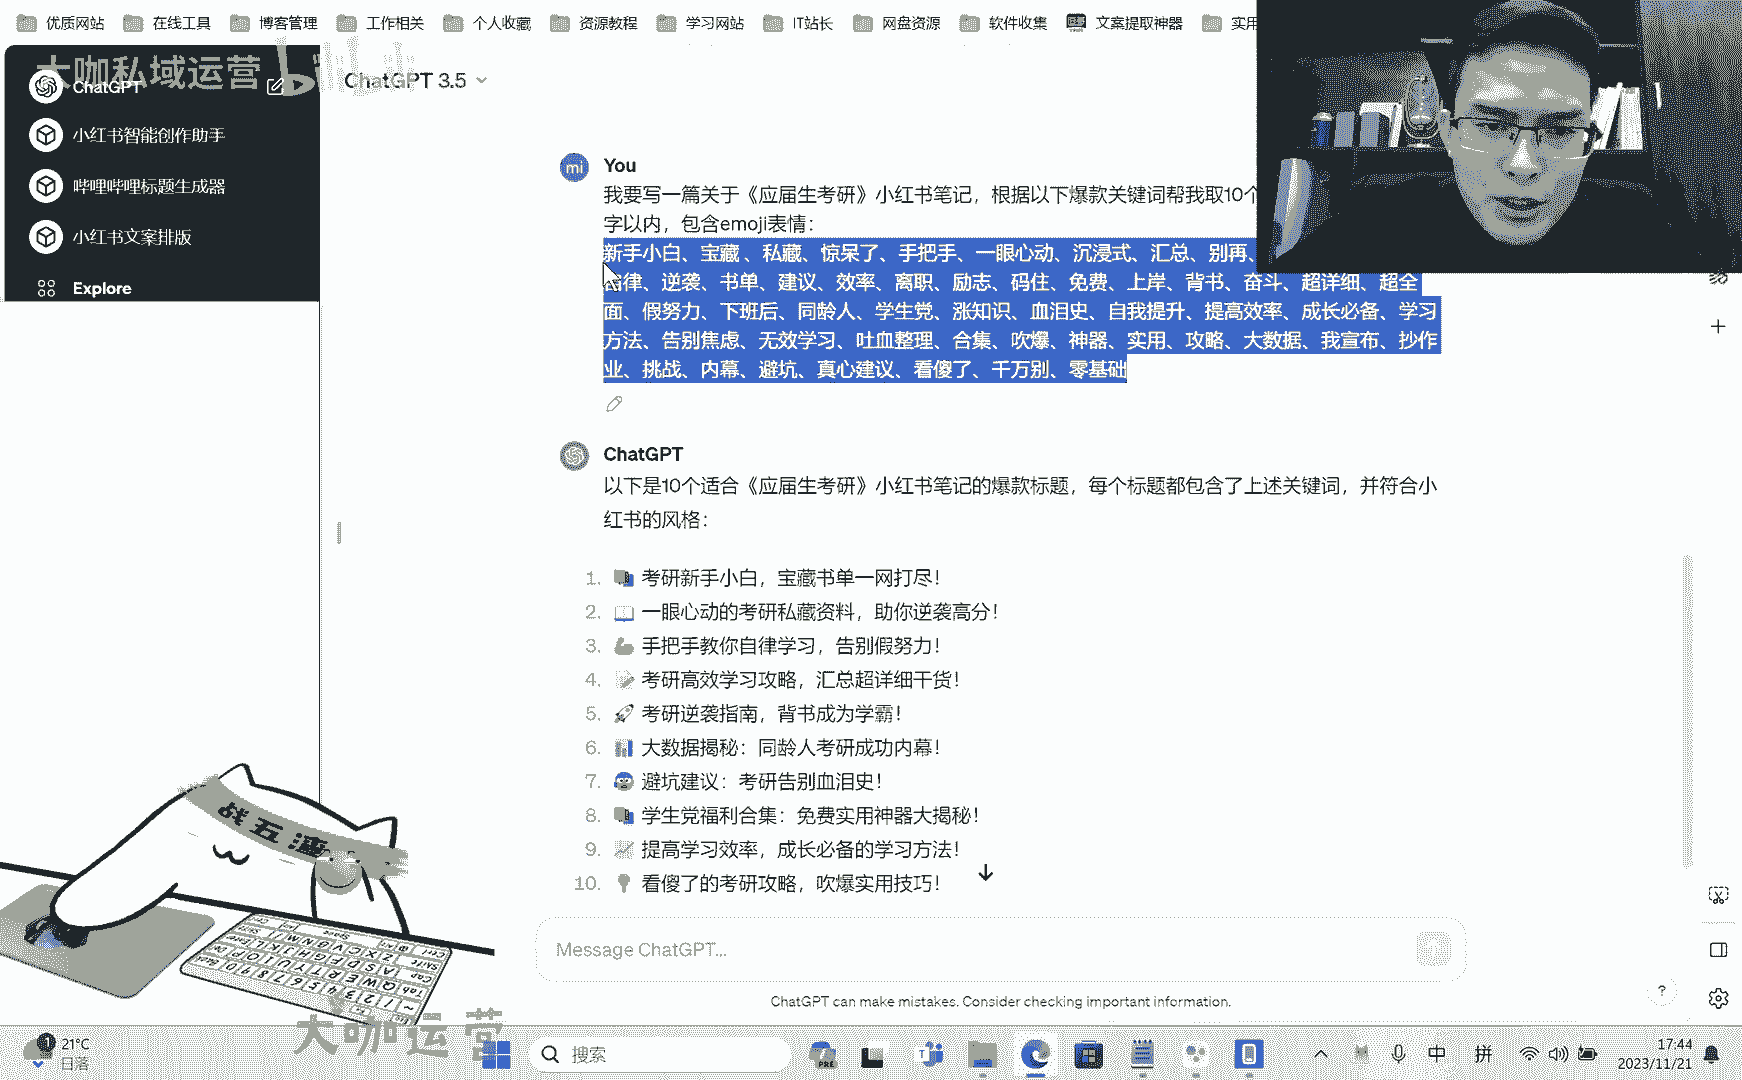 优质网站 在线工具 博客管理 工作相关 个人收藏 资源教程 学习网站 IT站长 网盘资源 软件收集 文案提取神器 实用
大咖私域运营
ChatGPT
ChatGPT 3.5
小红书智能创作助手
哔哩哔哩标题生成器
小红书文案排版
Explore
mi
You
我要写一篇关于《应届生考研》小红书笔记，根据以下爆款关键词帮我取10个
字以内，包含emoji表情：
新手小白、宝藏 、私藏、惊呆了、手把手、一眼心动、沉浸式、汇总、别再、
律、逆袭、书单、建议、效率、离职、励志、码住、免费、上岸、背书、奋斗、超详细、超全
面、假努力、下班后、同龄人、学生党、涨知识、血泪史、自我提升、提高效率、成长必备、学习
方法、告别焦虑、无效学习、吐血整理、合集、吹爆、神器、实用、攻略、大数据、我宣布、抄作
业、挑战、内幕、避坑、真心建议、看傻了、千万别、零基础
ChatGPT
以下是10个适合《应届生考研》小红书笔记的爆款标题，每个标题都包含了上述关键词，并符合小
红书的风格：
1. 📚 考研新手小白，宝藏书单一网打尽！
2. 📖 一眼心动的考研私藏资料，助你逆袭高分！
3. 💪 手把手教你自律学习，告别假努力！
4. 📝 考研高效学习攻略，汇总超详细干货！
5. 🚀 考研逆袭指南，背书成为学霸！
6. 📊 大数据揭秘：同龄人考研成功内幕！
7. 避坑建议：考研告别血泪史！
8. 📚 学生党福利合集：免费实用神器大揭秘！
9. 📈 提高学习效率，成长必备的学习方法！
10. 💡 看傻了的考研攻略，吹爆实用技巧！
Message ChatGPT...
ChatGPT can make mistakes. Consider checking important information.
?
大咖运营
1
21°C
日落
搜索
PRE
中
拼
17:44
2023/11/21